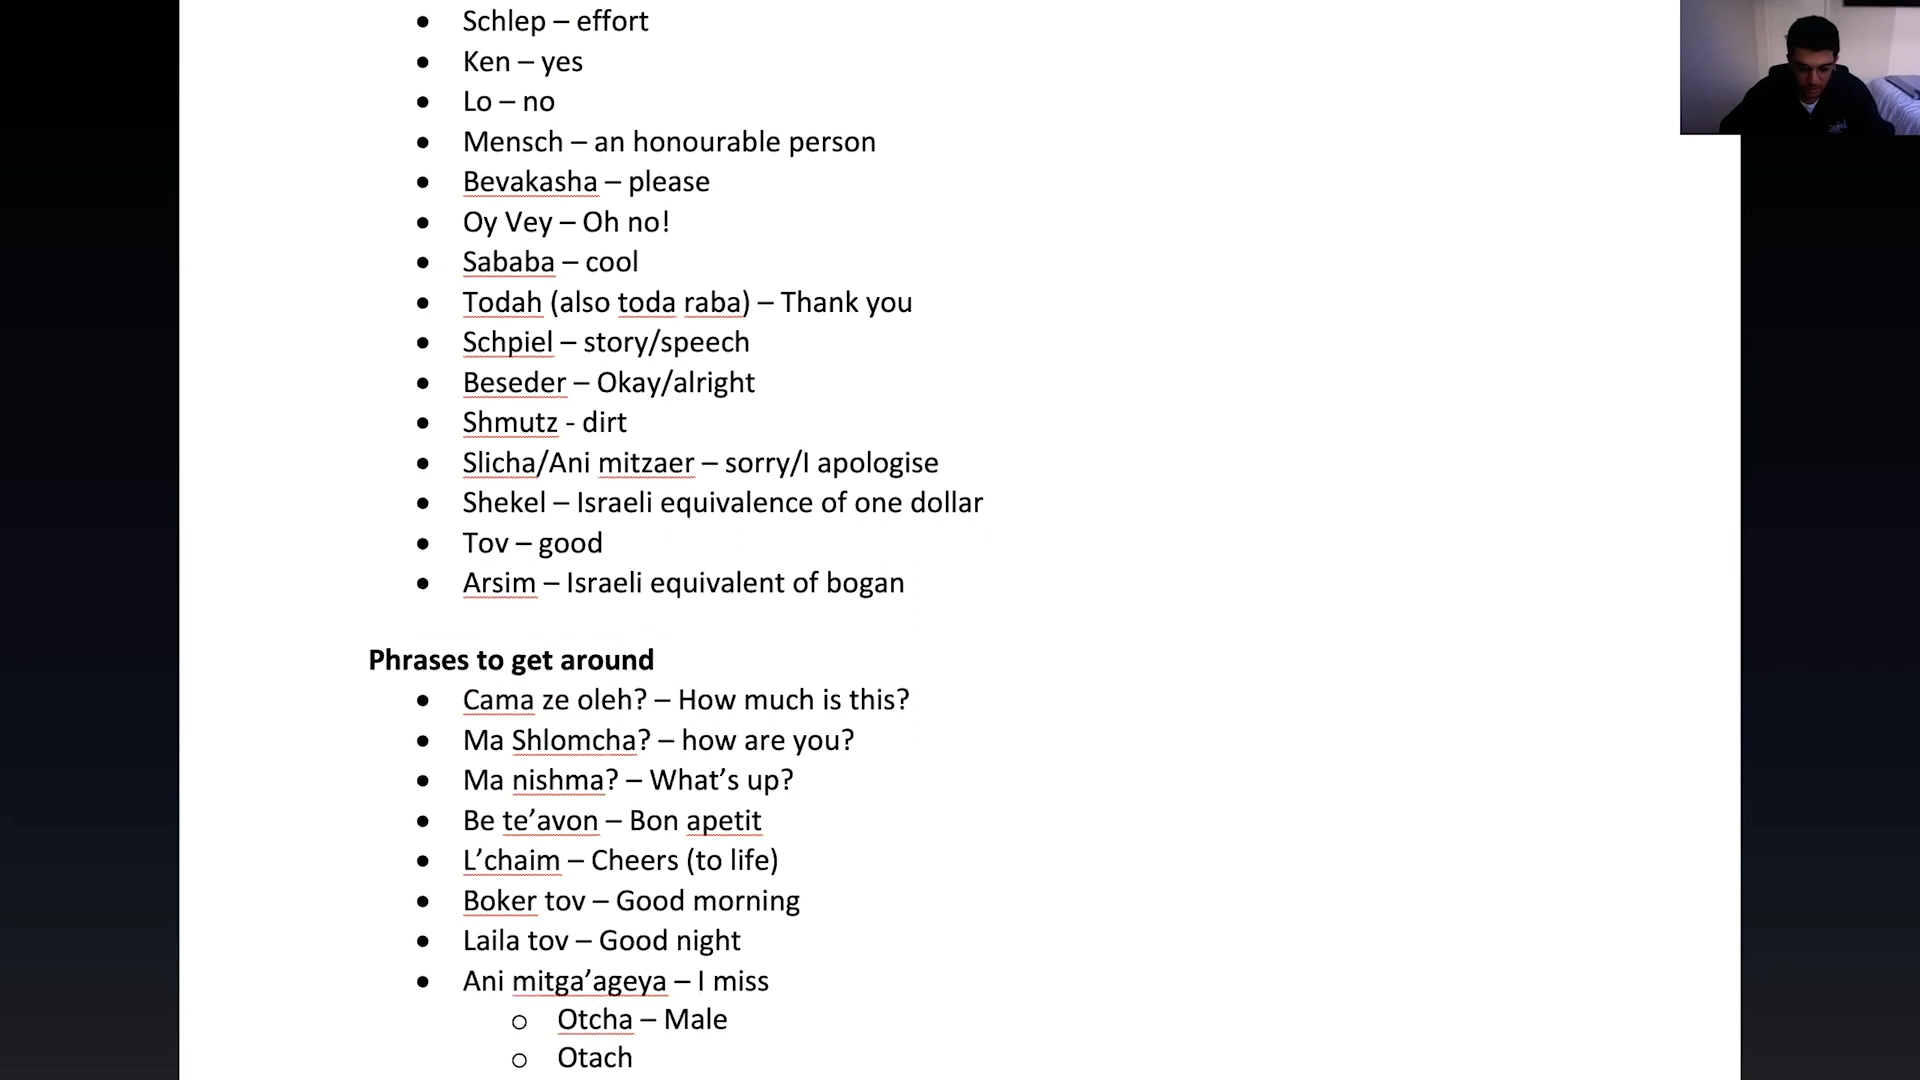 Schlep – effort
Ken – yes
Lo – no
Mensch – an honourable person
Bevakasha – please
Oy Vey – Oh no!
Sababa – cool
Todah (also toda raba) – Thank you
Schpiel – story/speech
Beseder – Okay/alright
Shmutz - dirt
Slicha/Ani mitzaer – sorry/I apologise
Shekel – Israeli equivalence of one dollar
Tov – good
Arsim – Israeli equivalent of bogan
Phrases to get around
Cama ze oleh? – How much is this?
Ma Shlomcha? – how are you?
Ma nishma? – What’s up?
Be te’avon – Bon apetit
L’chaim – Cheers (to life)
Boker tov – Good morning
Laila tov – Good night
Ani mitga’ageya – I miss
Otcha – Male
Otach